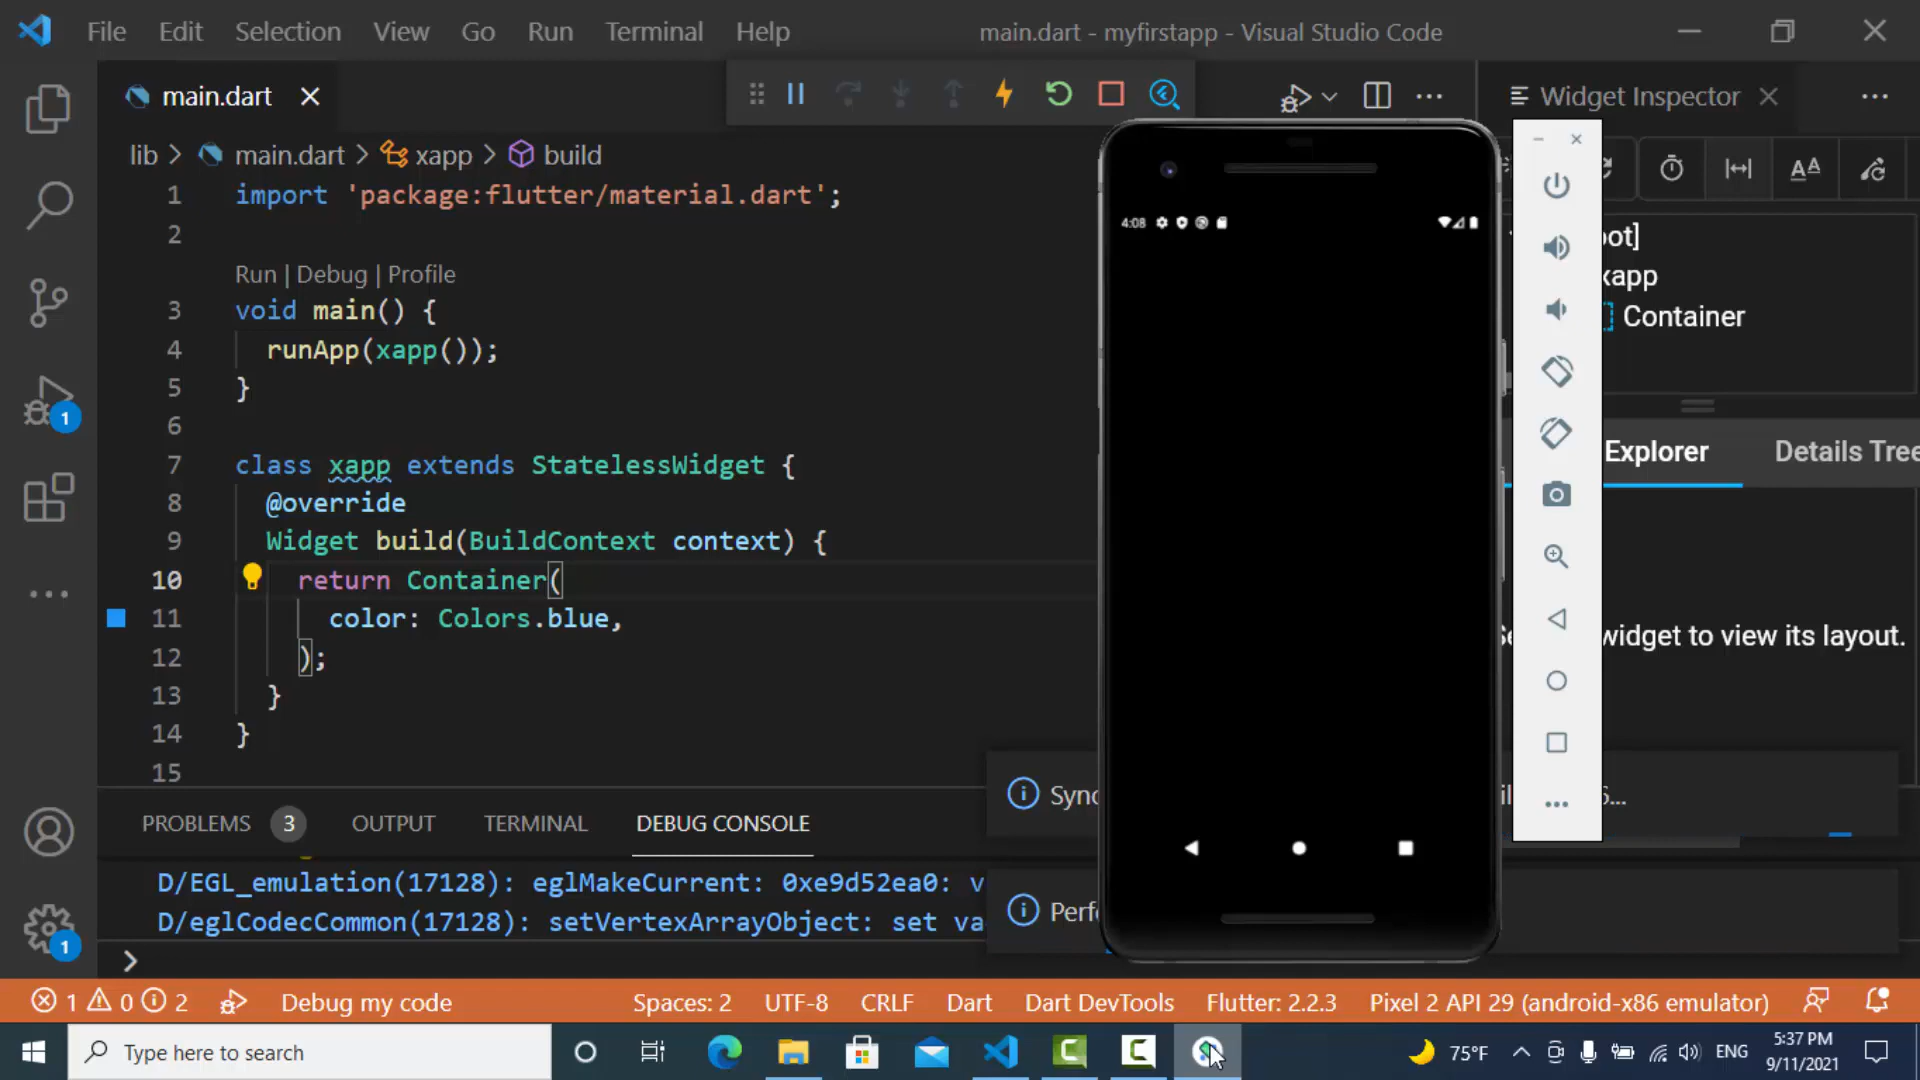 File Edit Selection View Go Run Terminal Help main.dart - myfirstapp - Visual Studio Code
main.dart
Widget Inspector
lib > main.dart > xapp > build
1 import 'package:flutter/material.dart';
2
Run | Debug | Profile
3 void main() {
4 runApp(xapp());
5 }
6
7 class xapp extends StatelessWidget {
8 @override
9 Widget build(BuildContext context) {
10 return Container(
11 color: Colors.blue,
12 );
13 }
14 }
15
4:08
xapp
Container
Explorer Details Tree
widget to view its layout.
PROBLEMS 3 OUTPUT TERMINAL DEBUG CONSOLE
D/EGL_emulation(17128): eglMakeCurrent: 0xe9d52ea0: v
D/eglCodecCommon(17128): setVertexArrayObject: set va
1
1
1 0 2 Debug my code Spaces: 2 UTF-8 CRLF Dart Dart DevTools Flutter: 2.2.3 Pixel 2 API 29 (android-x86 emulator)
Type here to search
75°F ENG 5:37 PM
9/11/2021